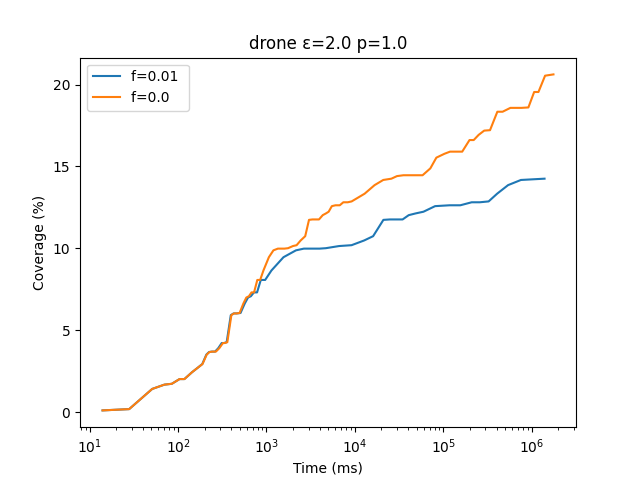 drone ε=2.0 p=1.0
f=0.01
f=0.0
Coverage (%)
20
15
10
5
0
10¹ 10² 10³ 10⁴ 10⁵ 10⁶
Time (ms)